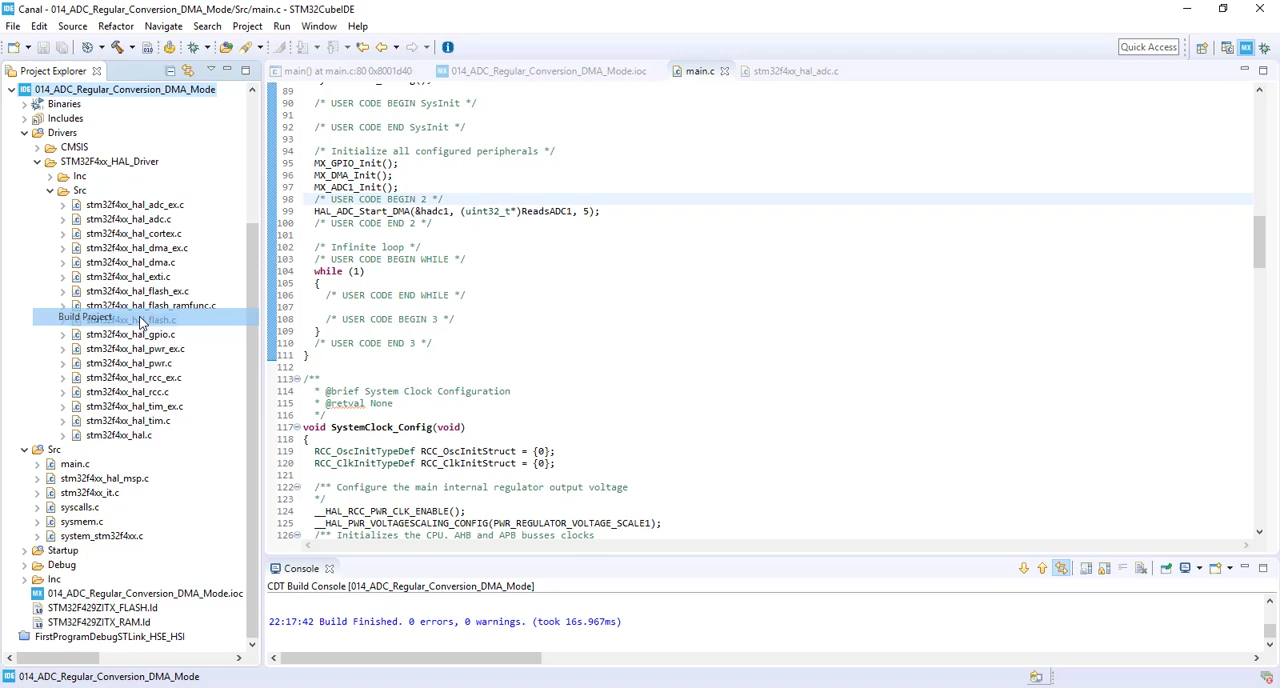 Canal - 014_ADC_Regular_Conversion_DMA_Mode/Src/main.c - STM32CubeIDE
File Edit Source Refactor Navigate Search Project Run Window Help
Quick Access
Project Explorer
014_ADC_Regular_Conversion_DMA_Mode
Binaries
Includes
Drivers
CMSIS
STM32F4xx_HAL_Driver
Inc
Src
stm32f4xx_hal_adc_ex.c
stm32f4xx_hal_adc.c
stm32f4xx_hal_cortex.c
stm32f4xx_hal_dma_ex.c
stm32f4xx_hal_dma.c
stm32f4xx_hal_exti.c
stm32f4xx_hal_flash_ex.c
stm32f4xx_hal_flash_ramfunc.c
Build Project
stm32f4xx_hal_flash.c
stm32f4xx_hal_gpio.c
stm32f4xx_hal_pwr_ex.c
stm32f4xx_hal_pwr.c
stm32f4xx_hal_rcc_ex.c
stm32f4xx_hal_rcc.c
stm32f4xx_hal_tim_ex.c
stm32f4xx_hal_tim.c
stm32f4xx_hal.c
Src
main.c
stm32f4xx_hal_msp.c
stm32f4xx_it.c
syscalls.c
sysmem.c
system_stm32f4xx.c
Startup
Debug
Inc
014_ADC_Regular_Conversion_DMA_Mode.ioc
STM32F429ZITX_FLASH.ld
STM32F429ZITX_RAM.ld
FirstProgramDebugSTLink_HSE_HSI
main() at main.c:80 0x8001d40 014_ADC_Regular_Conversion_DMA_Mode.ioc main.c stm32f4xx_hal_adc.c
89
90 /* USER CODE BEGIN SysInit */
91
92 /* USER CODE END SysInit */
93
94 /* Initialize all configured peripherals */
95 MX_GPIO_Init();
96 MX_DMA_Init();
97 MX_ADC1_Init();
98 /* USER CODE BEGIN 2 */
99 HAL_ADC_Start_DMA(&hadc1, (uint32_t*)ReadsADC1, 5);
100 /* USER CODE END 2 */
101
102 /* Infinite loop */
103 /* USER CODE BEGIN WHILE */
104 while (1)
105 {
106 /* USER CODE END WHILE */
107
108 /* USER CODE BEGIN 3 */
109 }
110 /* USER CODE END 3 */
111 }
112
113 /**
114 * @brief System Clock Configuration
115 * @retval None
116 */
117 void SystemClock_Config(void)
118 {
119 RCC_OscInitTypeDef RCC_OscInitStruct = {0};
120 RCC_ClkInitTypeDef RCC_ClkInitStruct = {0};
121
122 /** Configure the main internal regulator output voltage
123 */
124 __HAL_RCC_PWR_CLK_ENABLE();
125 __HAL_PWR_VOLTAGESCALING_CONFIG(PWR_REGULATOR_VOLTAGE_SCALE1);
126 /** Initializes the CPU, AHB and APB busses clocks
Console
CDT Build Console [014_ADC_Regular_Conversion_DMA_Mode]
22:17:42 Build Finished. 0 errors, 0 warnings. (took 16s.967ms)
014_ADC_Regular_Conversion_DMA_Mode